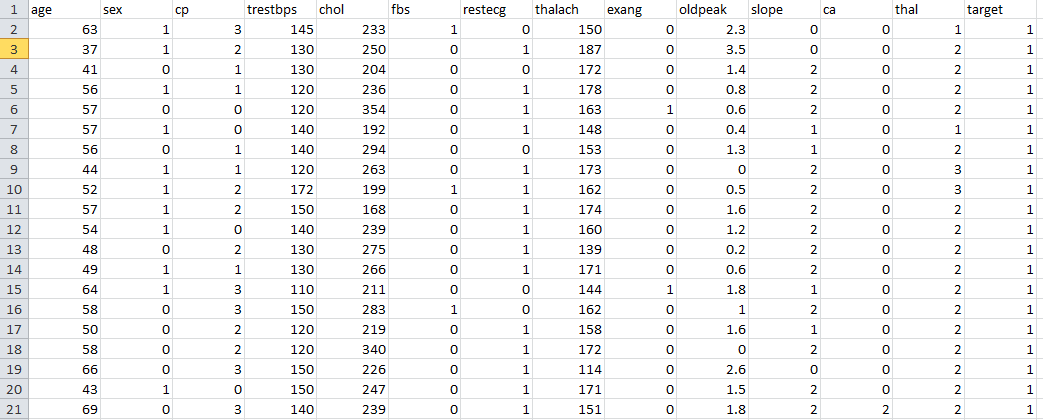 1 age sex cp trestbps chol fbs restecg thalach exang oldpeak slope ca thal target
2 63 1 3 145 233 1 0 150 0 2.3 0 0 1 1
3 37 1 2 130 250 0 1 187 0 3.5 0 0 2 1
4 41 0 1 130 204 0 0 172 0 1.4 2 0 2 1
5 56 1 1 120 236 0 1 178 0 0.8 2 0 2 1
6 57 0 0 120 354 0 1 163 1 0.6 2 0 2 1
7 57 1 0 140 192 0 1 148 0 0.4 1 0 1 1
8 56 0 1 140 294 0 0 153 0 1.3 1 0 2 1
9 44 1 1 120 263 0 1 173 0 0 2 0 3 1
10 52 1 2 172 199 1 1 162 0 0.5 2 0 3 1
11 57 1 2 150 168 0 1 174 0 1.6 2 0 2 1
12 54 1 0 140 239 0 1 160 0 1.2 2 0 2 1
13 48 0 2 130 275 0 1 139 0 0.2 2 0 2 1
14 49 1 1 130 266 0 1 171 0 0.6 2 0 2 1
15 64 1 3 110 211 0 0 144 1 1.8 1 0 2 1
16 58 0 3 150 283 1 0 162 0 1 2 0 2 1
17 50 0 2 120 219 0 1 158 0 1.6 1 0 2 1
18 58 0 2 120 340 0 1 172 0 0 2 0 2 1
19 66 0 3 150 226 0 1 114 0 2.6 0 0 2 1
20 43 1 0 150 247 0 1 171 0 1.5 2 0 2 1
21 69 0 3 140 239 0 1 151 0 1.8 2 2 2 1